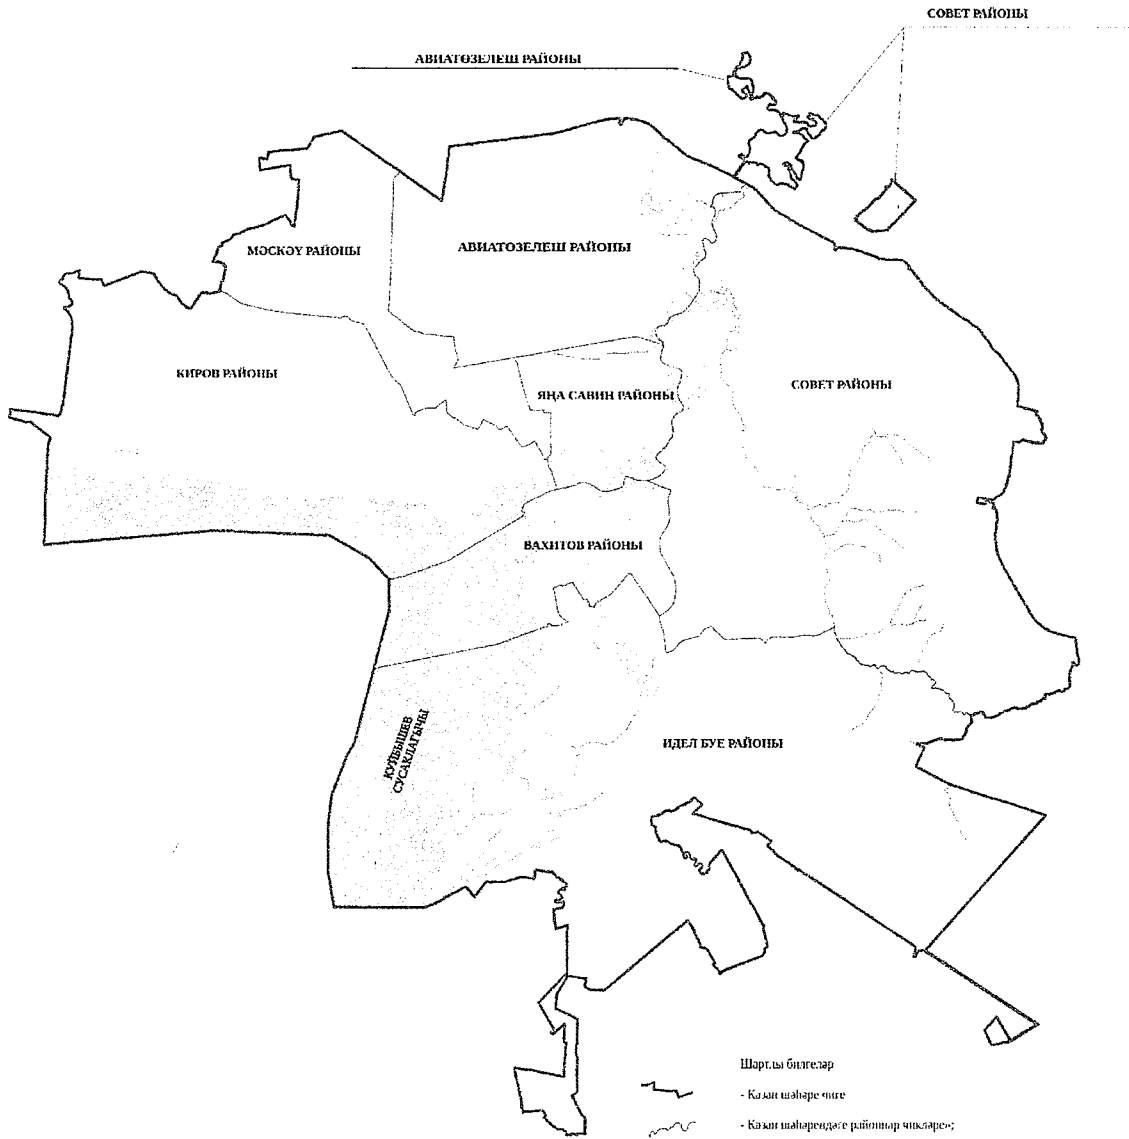 СОВЕТ РАЙОНЫ
АВИАТӨЗЕЛЕШ РАЙОНЫ
МӘСКӘҮ РАЙОНЫ
АВИАТӨЗЕЛЕШ РАЙОНЫ
КИРОВ РАЙОНЫ
ЯҢА САВИН РАЙОНЫ
СОВЕТ РАЙОНЫ
ВАХИТОВ РАЙОНЫ
КУЙБЫШЕВ
СУСАКЛАГЫЧЫ
ИДЕЛ БУЕ РАЙОНЫ
Шартлы билгеләр
- Казан шәһәре чиге
- Казан шәһәрендәге районнар чикләре»;